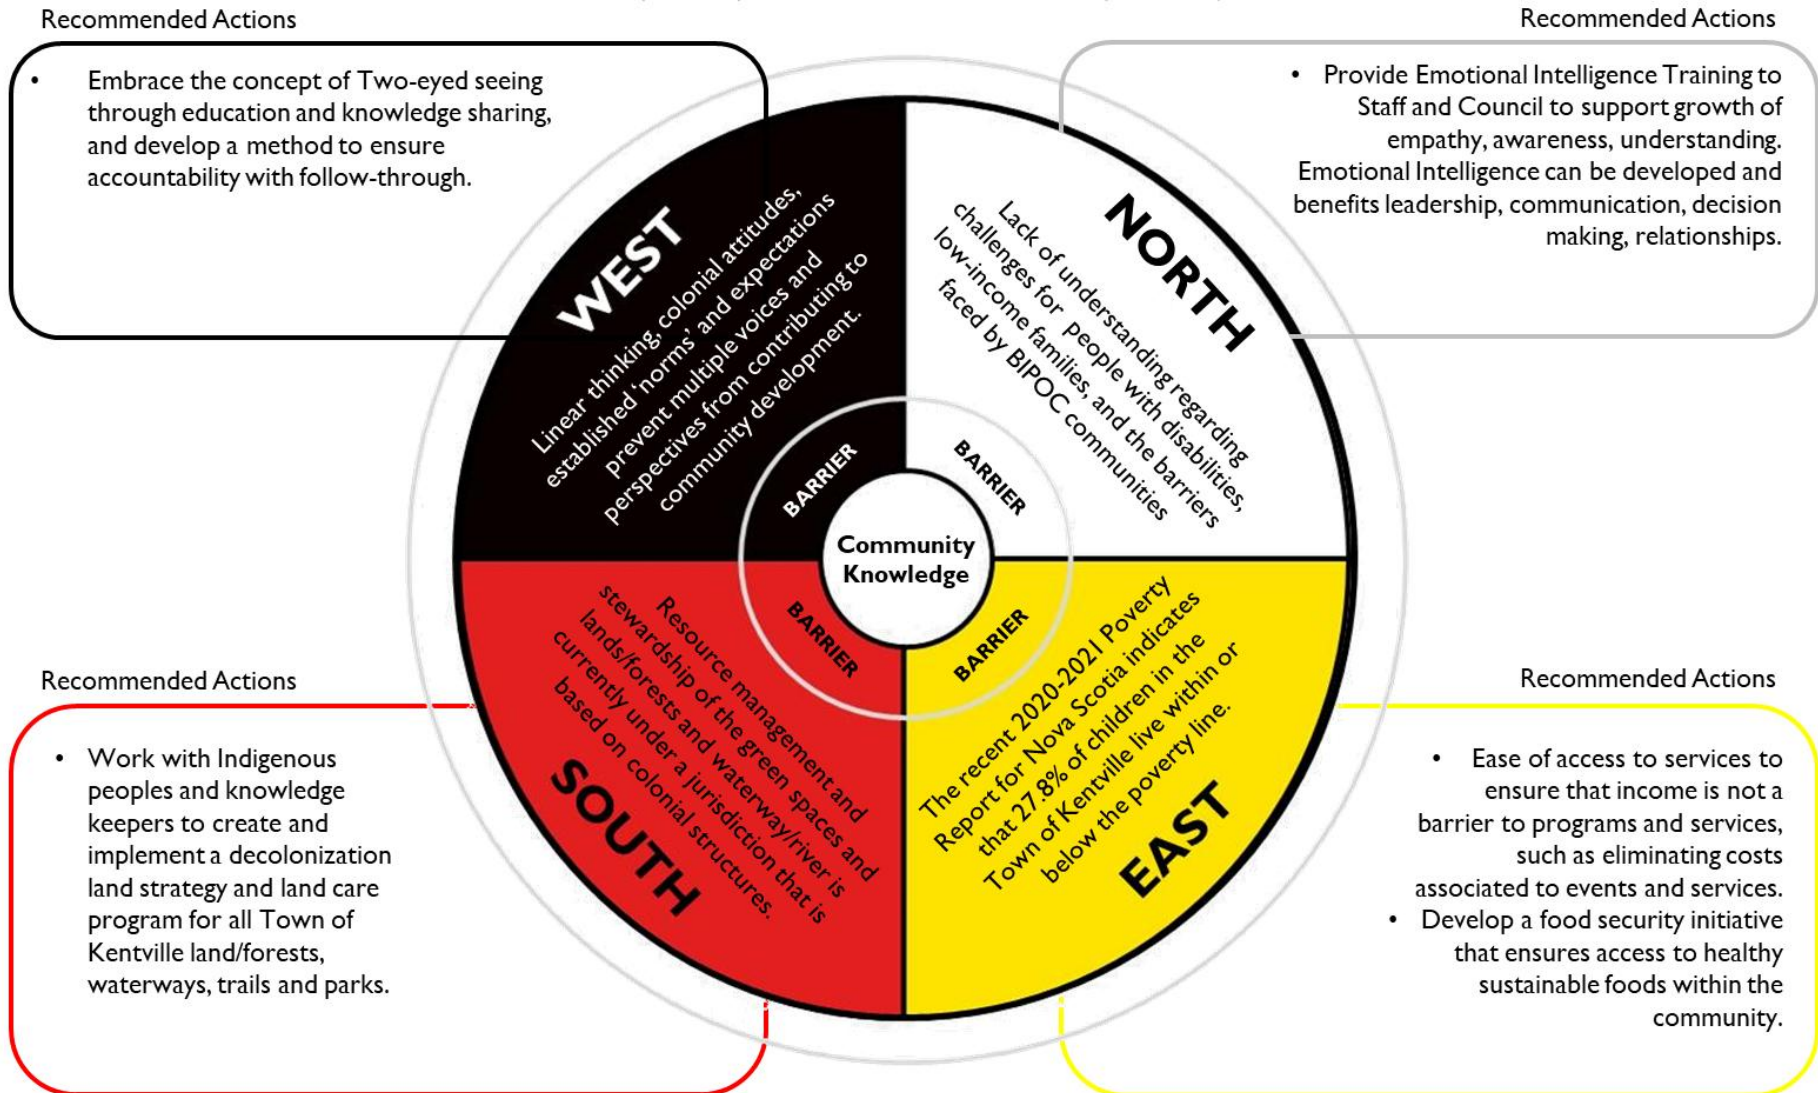 Recommended Actions
• Embrace the concept of Two-eyed seeing
through education and knowledge sharing,
and develop a method to ensure
accountability with follow-through.
Recommended Actions
• Provide Emotional Intelligence Training to
Staff and Council to support growth of
empathy, awareness, understanding.
Emotional Intelligence can be developed and
benefits leadership, communication, decision
making, relationships.
WEST
Linear thinking, colonial attitudes,
established ‘norms’ and expectations
prevent multiple voices and
perspectives from contributing to
community development.
BARRIER
NORTH
Lack of understanding regarding
challenges for people with disabilities,
low-income families, and the barriers
faced by BIPOC communities
BARRIER
Community
Knowledge
BARRIER
Resource management and
stewardship of the green spaces and
lands/forests and waterway/river is
currently under a jurisdiction that is
based on colonial structures.
SOUTH
BARRIER
The recent 2020-2021 Poverty
Report for Nova Scotia indicates
that 27.8% of children in the
Town of Kentville live within or
below the poverty line.
EAST
Recommended Actions
• Work with Indigenous
peoples and knowledge
keepers to create and
implement a decolonization
land strategy and land care
program for all Town of
Kentville land/forests,
waterways, trails and parks.
Recommended Actions
• Ease of access to services to
ensure that income is not a
barrier to programs and services,
such as eliminating costs
associated to events and services.
• Develop a food security initiative
that ensures access to healthy
sustainable foods within the
community.